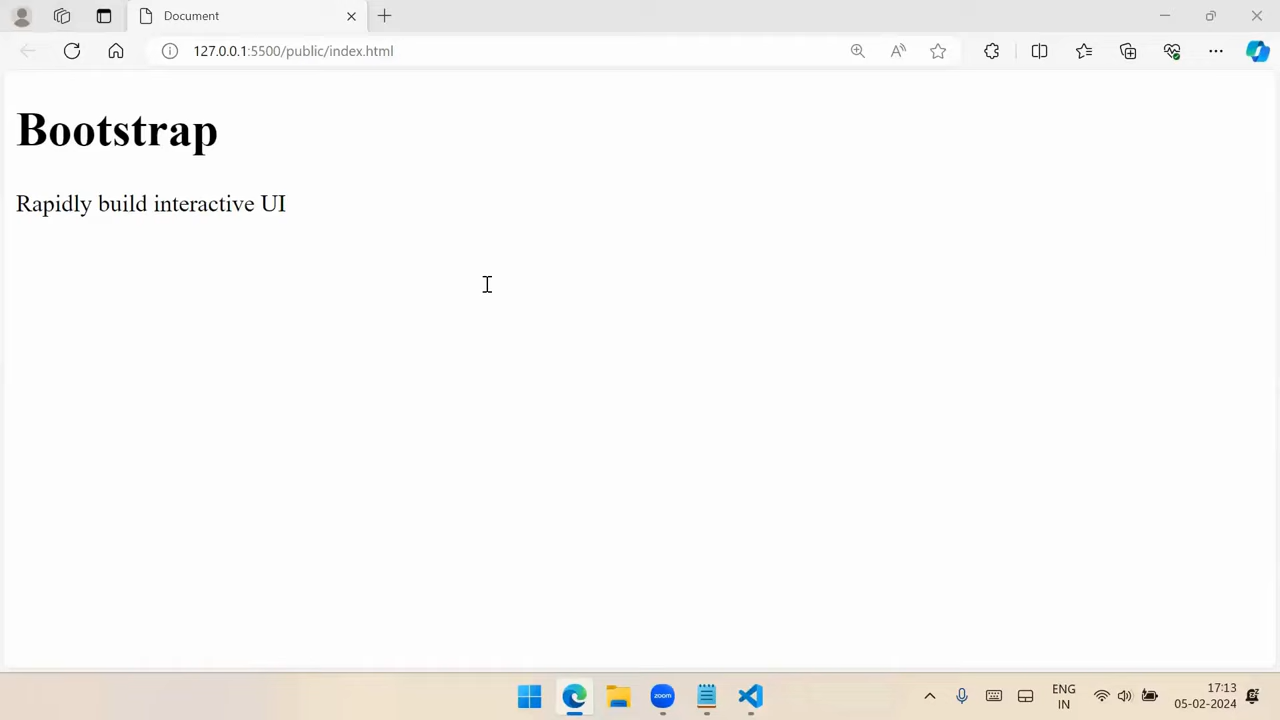 Document
127.0.0.1:5500/public/index.html
Bootstrap
Rapidly build interactive UI
zoom
ENG
IN
17:13
05-02-2024